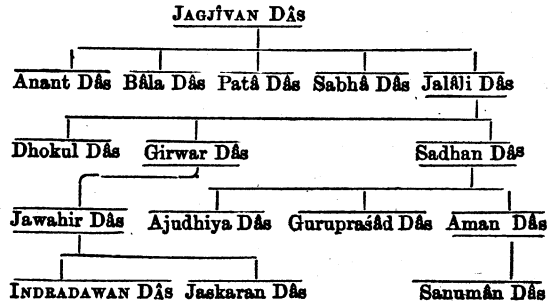 JAGJÎVAN DÂS
Anant Dâs Bâla Dâs Patâ Dâs Sabhâ Dâs Jalâli Dâs
Dhokul Dâs Girwar Dâs Sadhan Dâs
Jawahir Dâs Ajudhiya Dâs Gurupraśâd Dâs Aman Dâs
INDRADAWAN DÂS Jaskaran Dâs Sanumân Dâs